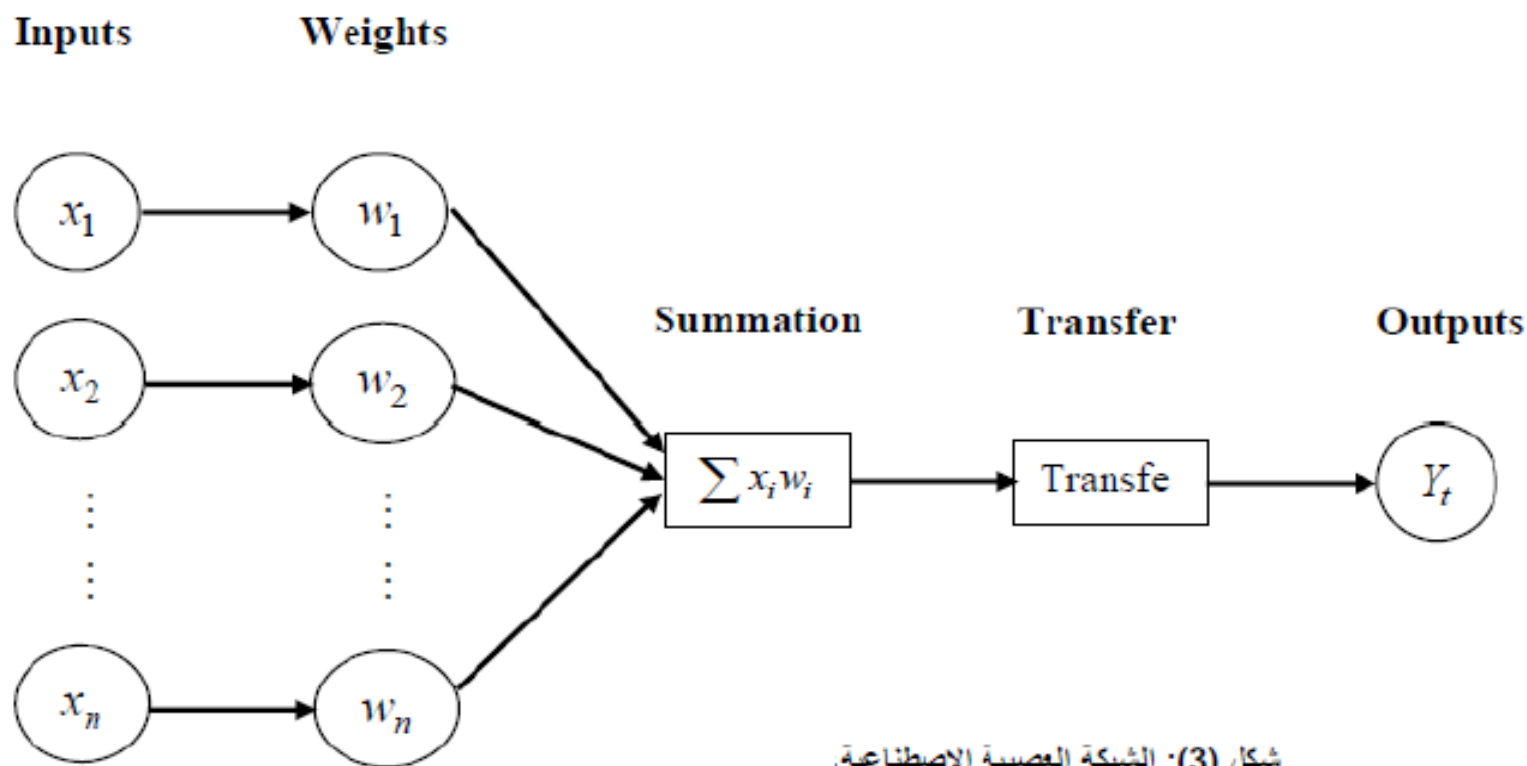 Inputs Weights
x₁ w₁
Summation Transfer Outputs
x₂ w₂
∑ xᵢwᵢ Transfe Yₜ
⋮ ⋮
⋮ ⋮
xₙ wₙ
شكل (3): الشبكة العصبية الاصطناعية